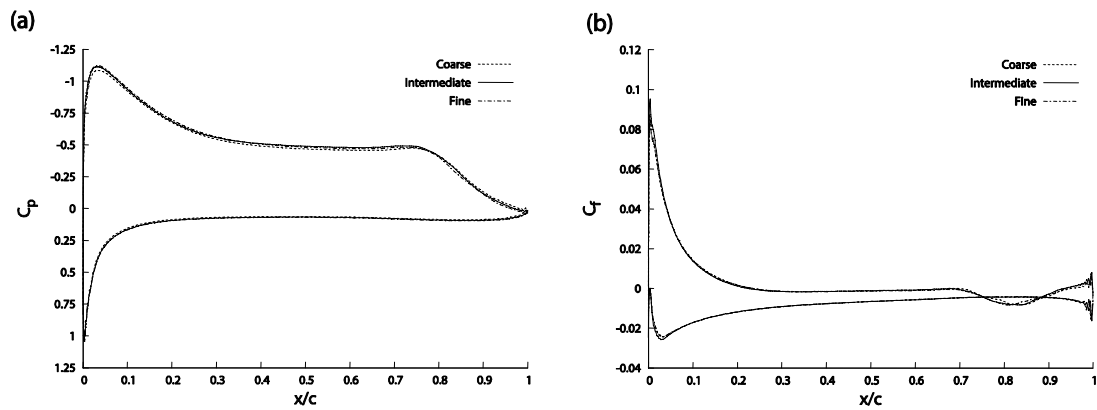 (a)
-1.25
-1
-0.75
-0.5
-0.25
0
0.25
0.5
0.75
1
1.25
Cp
Coarse
Intermediate
Fine
0 0.1 0.2 0.3 0.4 0.5 0.6 0.7 0.8 0.9 1
x/c
(b)
0.12
0.1
0.08
0.06
0.04
0.02
0
-0.02
-0.04
Cf
Coarse
Intermediate
Fine
0 0.1 0.2 0.3 0.4 0.5 0.6 0.7 0.8 0.9 1
x/c